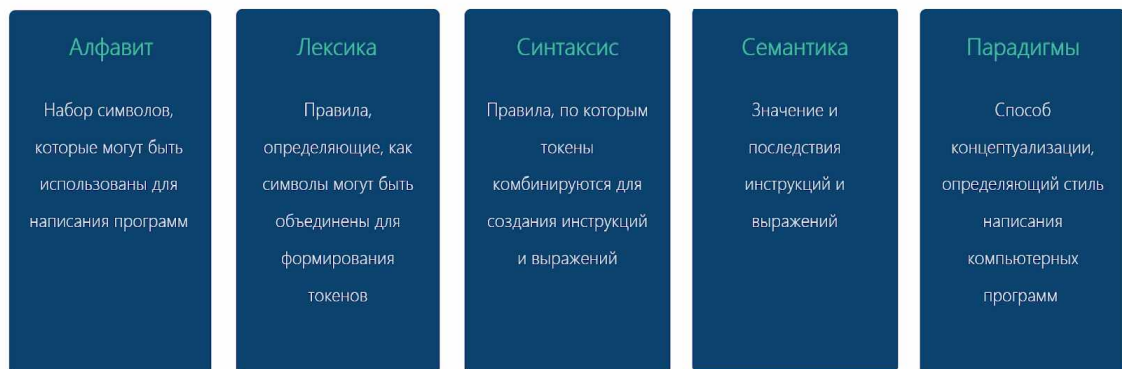 Алфавит
Набор символов,
которые могут быть
использованы для
написания программ
Лексика
Правила,
определяющие, как
символы могут быть
объединены для
формирования
токенов
Синтаксис
Правила, по которым
токены
комбинируются для
создания инструкций
и выражений
Семантика
Значение и
последствия
инструкций и
выражений
Парадигмы
Способ
концептуализации,
определяющий стиль
написания
компьютерных
программ